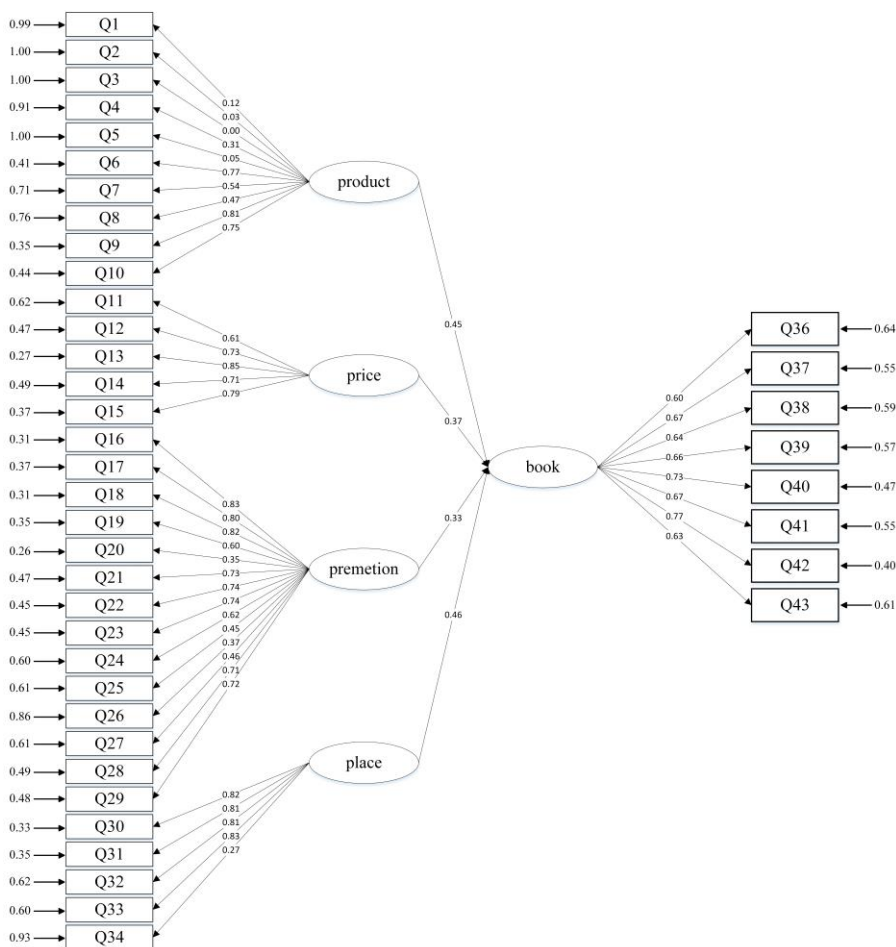 0.99 Q1
1.00 Q2
1.00 Q3
0.91 Q4
1.00 Q5
0.41 Q6
0.71 Q7
0.76 Q8
0.35 Q9
0.44 Q10
0.62 Q11
0.47 Q12
0.27 Q13
0.49 Q14
0.37 Q15
0.31 Q16
0.37 Q17
0.31 Q18
0.35 Q19
0.26 Q20
0.47 Q21
0.45 Q22
0.45 Q23
0.60 Q24
0.61 Q25
0.86 Q26
0.61 Q27
0.49 Q28
0.48 Q29
0.33 Q30
0.35 Q31
0.62 Q32
0.60 Q33
0.93 Q34
0.12
0.03
0.00
0.31
0.05
0.77
0.54
0.47
0.81
0.75
0.61
0.73
0.85
0.71
0.79
0.83
0.80
0.82
0.60
0.35
0.73
0.74
0.74
0.62
0.45
0.37
0.46
0.71
0.72
0.82
0.81
0.81
0.83
0.27
product
price
premetion
place
0.45
0.37
0.33
0.46
book
0.60
0.67
0.64
0.66
0.73
0.67
0.77
0.63
Q36 0.64
Q37 0.55
Q38 0.59
Q39 0.57
Q40 0.47
Q41 0.55
Q42 0.40
Q43 0.61